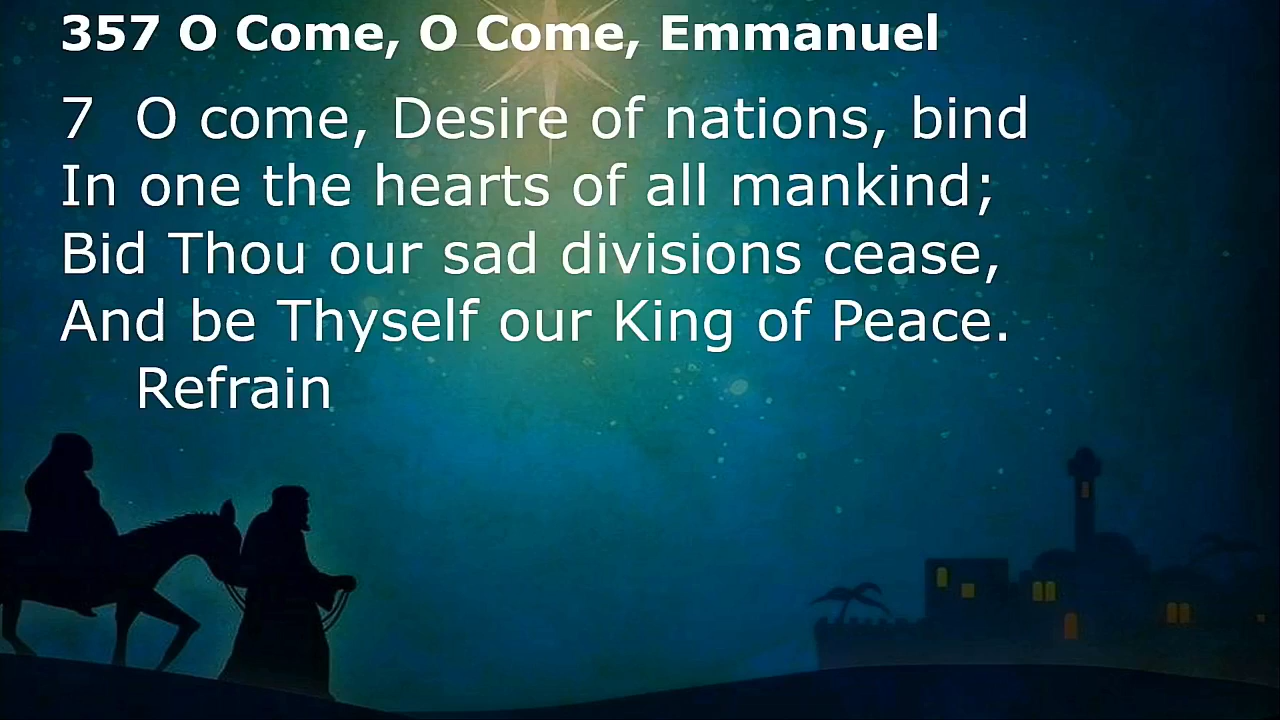 357 O Come, O Come, Emmanuel
7 O come, Desire of nations, bind
In one the hearts of all mankind;
Bid Thou our sad divisions cease,
And be Thyself our King of Peace.
Refrain